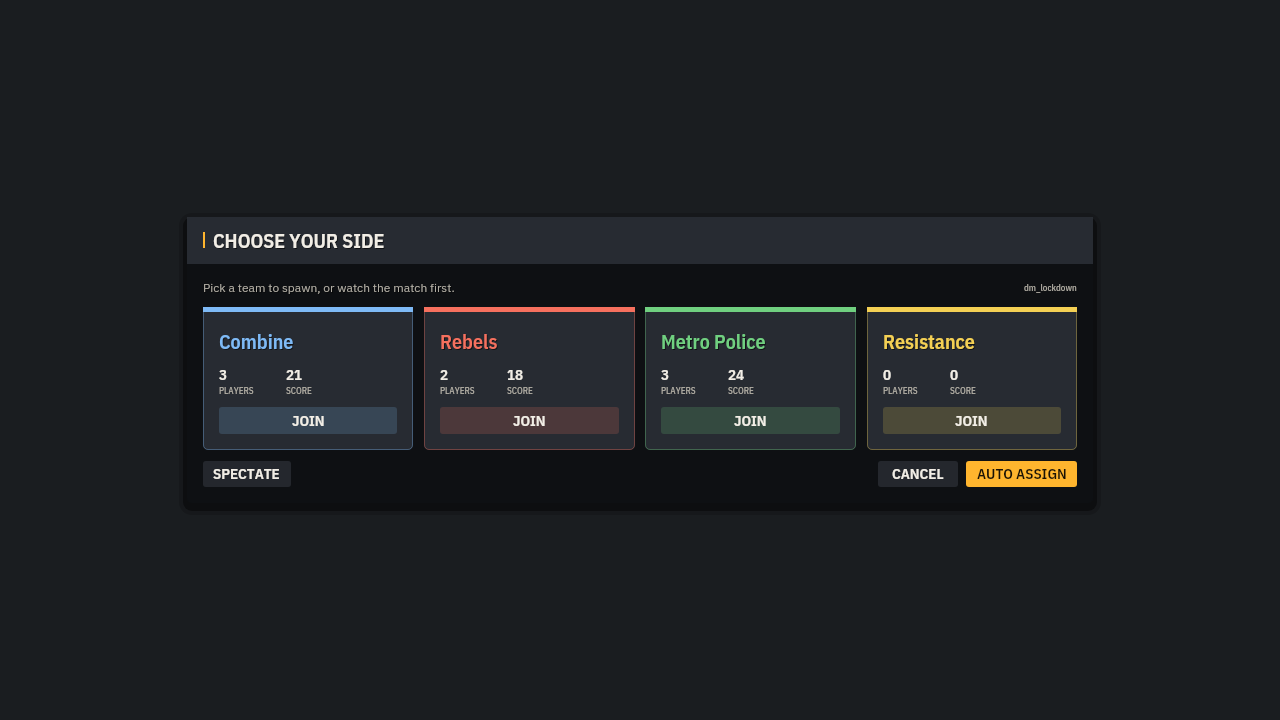 CHOOSE YOUR SIDE
Pick a team to spawn, or watch the match first.
dm_lockdown
Combine
3
21
PLAYERS
SCORE
JOIN
Rebels
2
18
PLAYERS
SCORE
JOIN
Metro Police
3
24
PLAYERS
SCORE
JOIN
Resistance
0
0
PLAYERS
SCORE
JOIN
SPECTATE
CANCEL
AUTO ASSIGN